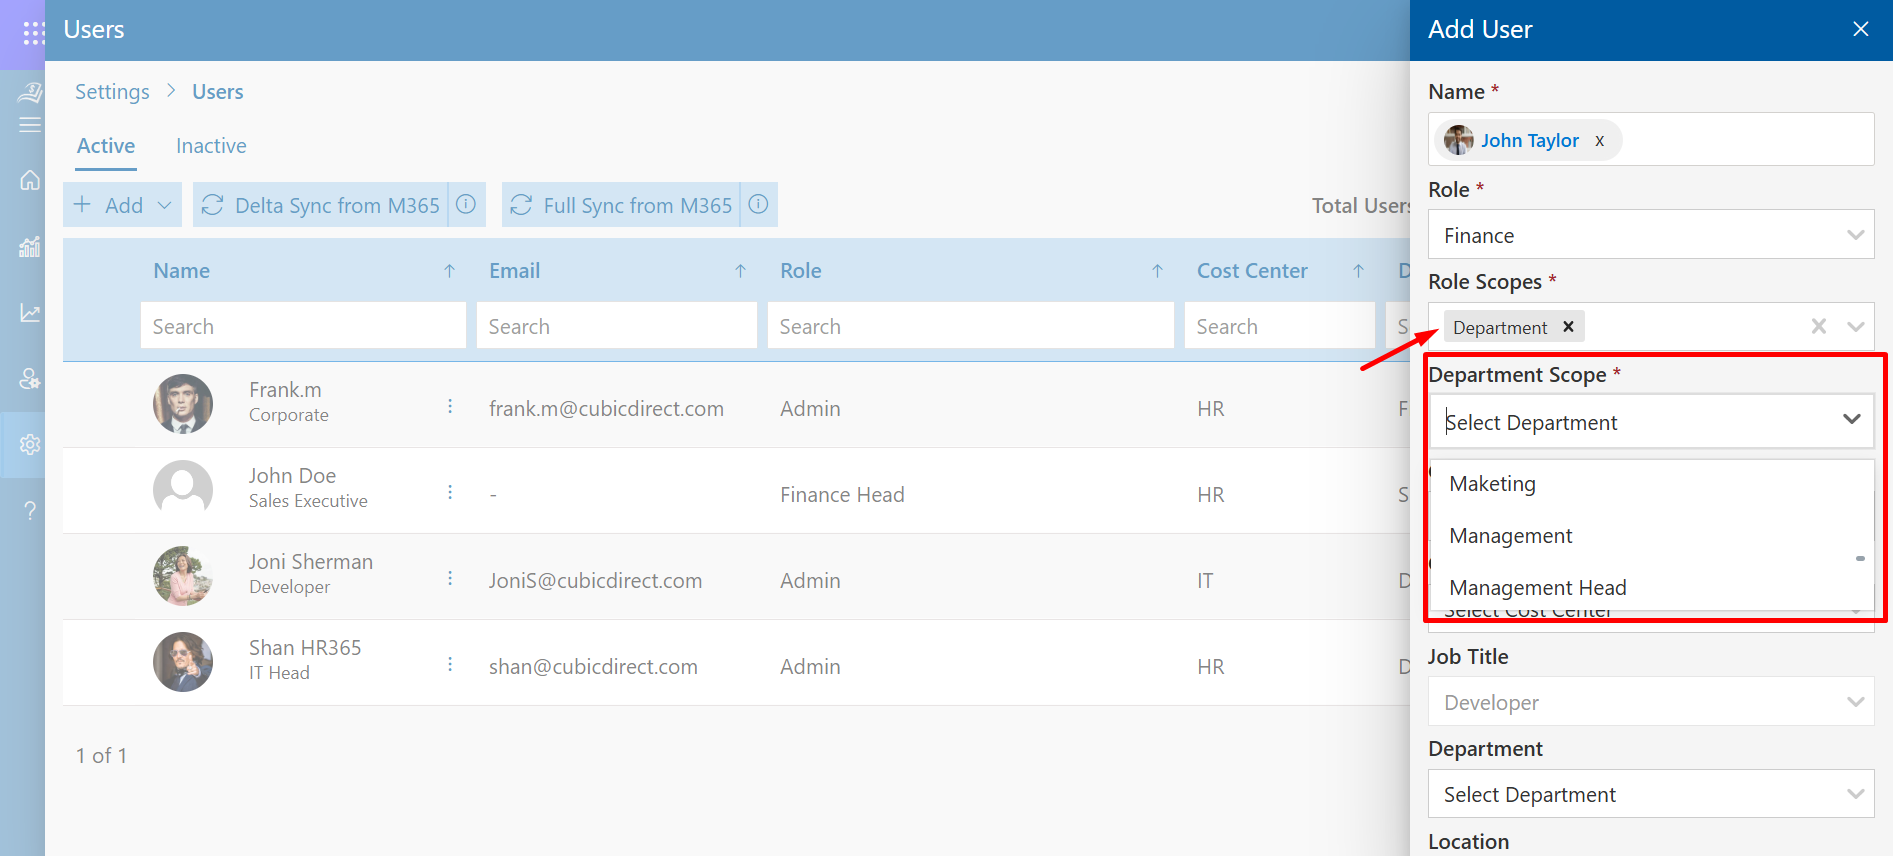 Users
Settings > Users
Active Inactive
+ Add Delta Sync from M365 Full Sync from M365 Total Users
Name Email Role Cost Center D
Search Search Search Search S
Frank.m
Corporate
frank.m@cubicdirect.com Admin HR F
John Doe
Sales Executive
- Finance Head HR S
Joni Sherman
Developer
JoniS@cubicdirect.com Admin IT D
Shan HR365
IT Head
shan@cubicdirect.com Admin HR D
1 of 1
?
Add User
Name *
John Taylor x
Role *
Finance
Role Scopes *
Department
Department Scope *
Select Department
Maketing
Management
Management Head
Select Cost Center
Job Title
Developer
Department
Select Department
Location